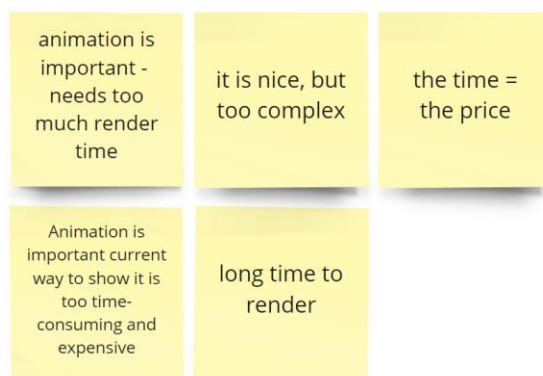 animation is
important -
needs too
much render
time
it is nice, but
too complex
the time =
the price
Animation is
important current
way to show it is
too time-
consuming and
expensive
long time to
render